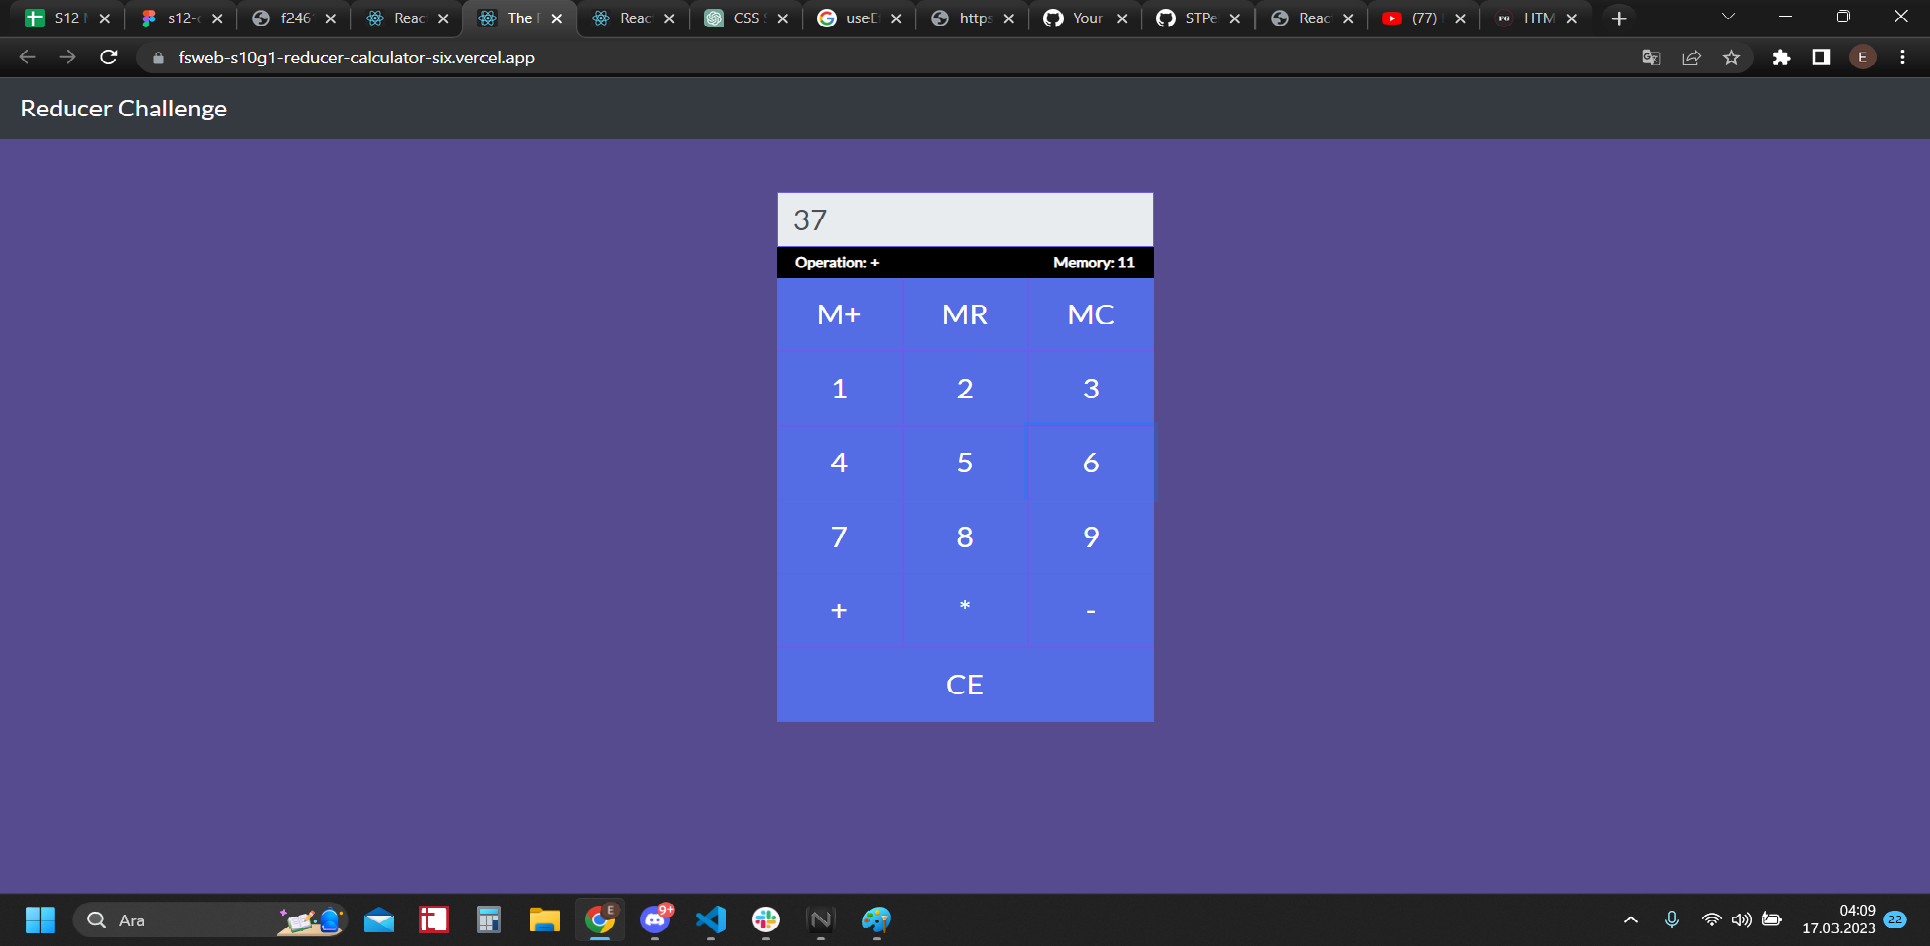 S12
s12-
f246
Reac
The
Reac
CSS
useD
https
Your
STPe
Reac
(77)
HTM
fsweb-s10g1-reducer-calculator-six.vercel.app
E
Reducer Challenge
37
Operation: + Memory: 11
M+ MR MC
1 2 3
4 5 6
7 8 9
+ * -
CE
Ara
E
9+
04:09
17.03.2023
22